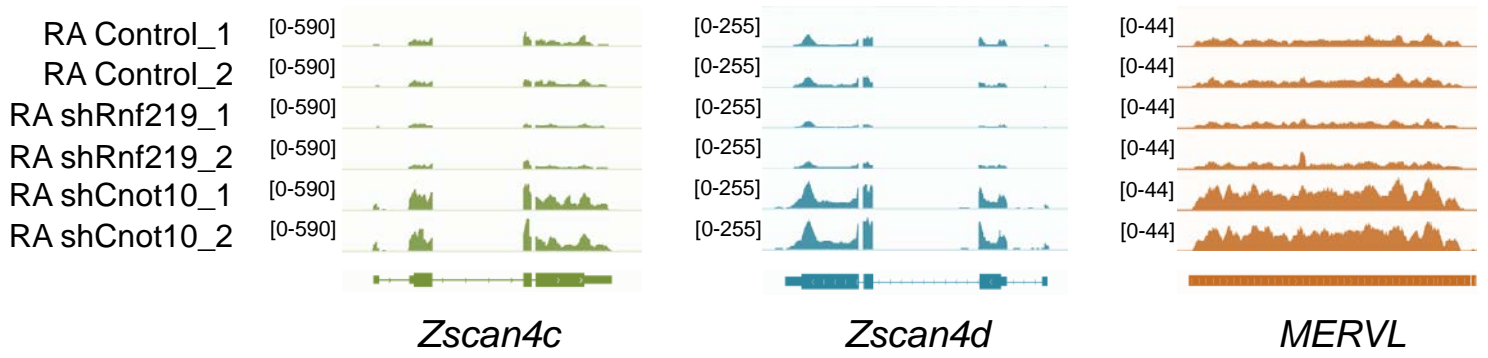 RA Control_1 [0-590] [0-255] [0-44]
RA Control_2 [0-590] [0-255] [0-44]
RA shRnf219_1 [0-590] [0-255] [0-44]
RA shRnf219_2 [0-590] [0-255] [0-44]
RA shCnot10_1 [0-590] [0-255] [0-44]
RA shCnot10_2 [0-590] [0-255] [0-44]
Zscan4c Zscan4d MERVL